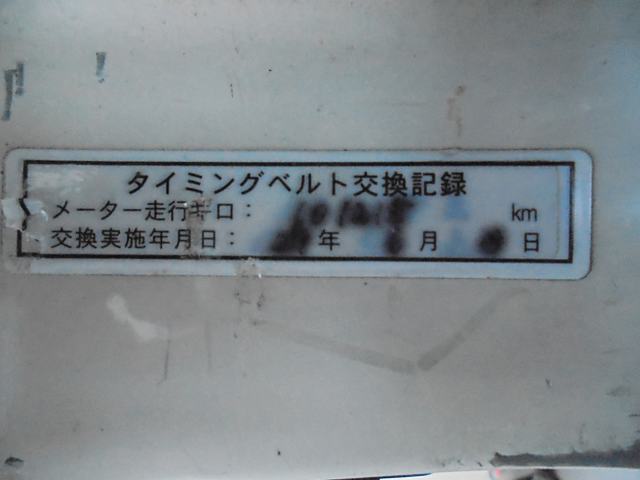 タイミングベルト交換記録
メーター走行キロ： km
交換実施年月日： 年 月 日